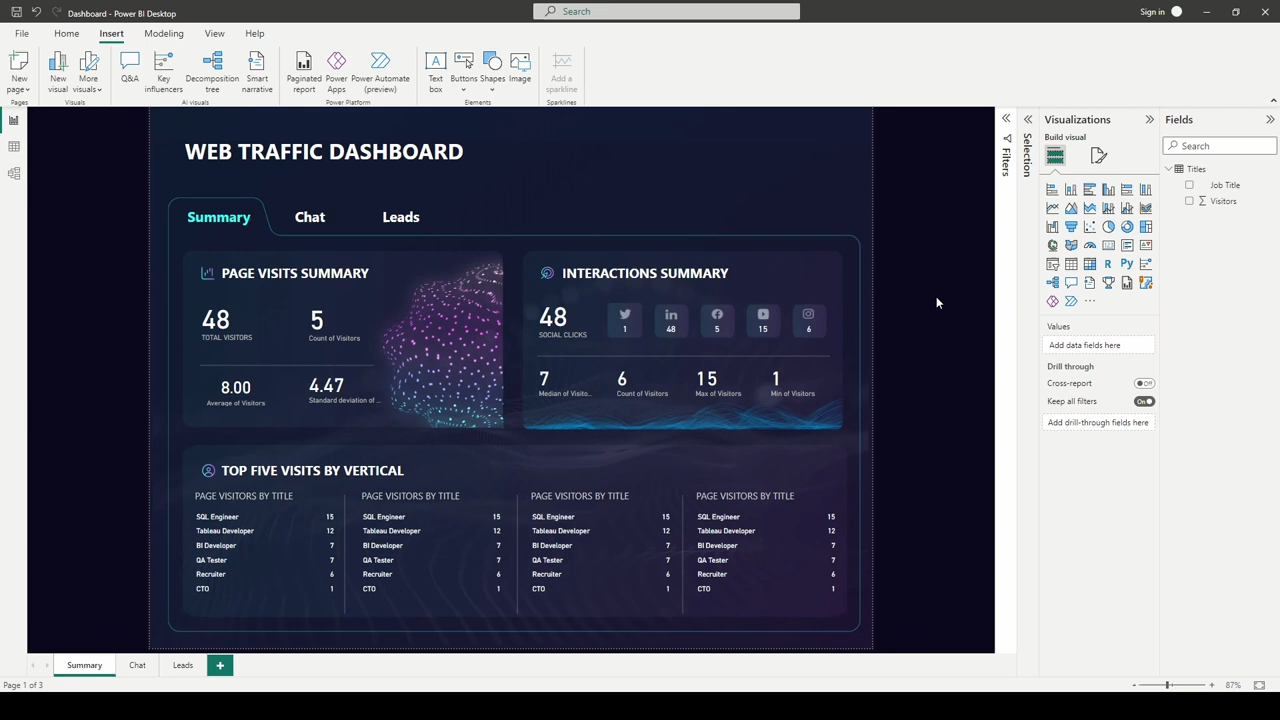 Dashboard - Power BI Desktop
Search
Sign in
File
Home
Insert
Modeling
View
Help
New page
New visual
More visuals
Q&A
Key influencers
Decomposition tree
Smart narrative
Paginated report
Power Apps
Power Automate (preview)
Text box
Buttons
Shapes
Image
Add a sparkline
Pages
Visuals
AI visuals
Power Platform
Elements
Sparklines
WEB TRAFFIC DASHBOARD
Summary
Chat
Leads
PAGE VISITS SUMMARY
48
TOTAL VISITORS
5
Count of Visitors
8.00
Average of Visitors
4.47
Standard deviation of ...
INTERACTIONS SUMMARY
48
SOCIAL CLICKS
1
in
48
5
15
6
7
Median of Visito...
6
Count of Visitors
15
Max of Visitors
1
Min of Visitors
TOP FIVE VISITS BY VERTICAL
PAGE VISITORS BY TITLE
SQL Engineer 15
Tableau Developer 12
BI Developer 7
QA Tester 7
Recruiter 6
CTO 1
PAGE VISITORS BY TITLE
SQL Engineer 15
Tableau Developer 12
BI Developer 7
QA Tester 7
Recruiter 6
CTO 1
PAGE VISITORS BY TITLE
SQL Engineer 15
Tableau Developer 12
BI Developer 7
QA Tester 7
Recruiter 6
CTO 1
PAGE VISITORS BY TITLE
SQL Engineer 15
Tableau Developer 12
BI Developer 7
QA Tester 7
Recruiter 6
CTO 1
Filters
Selection
Visualizations
Build visual
R
Py
Values
Add data fields here
Drill through
Cross-report
Off
Keep all filters
On
Add drill-through fields here
Fields
Search
Titles
Job Title
Σ Visitors
Summary
Chat
Leads
Page 1 of 3
- + 87%